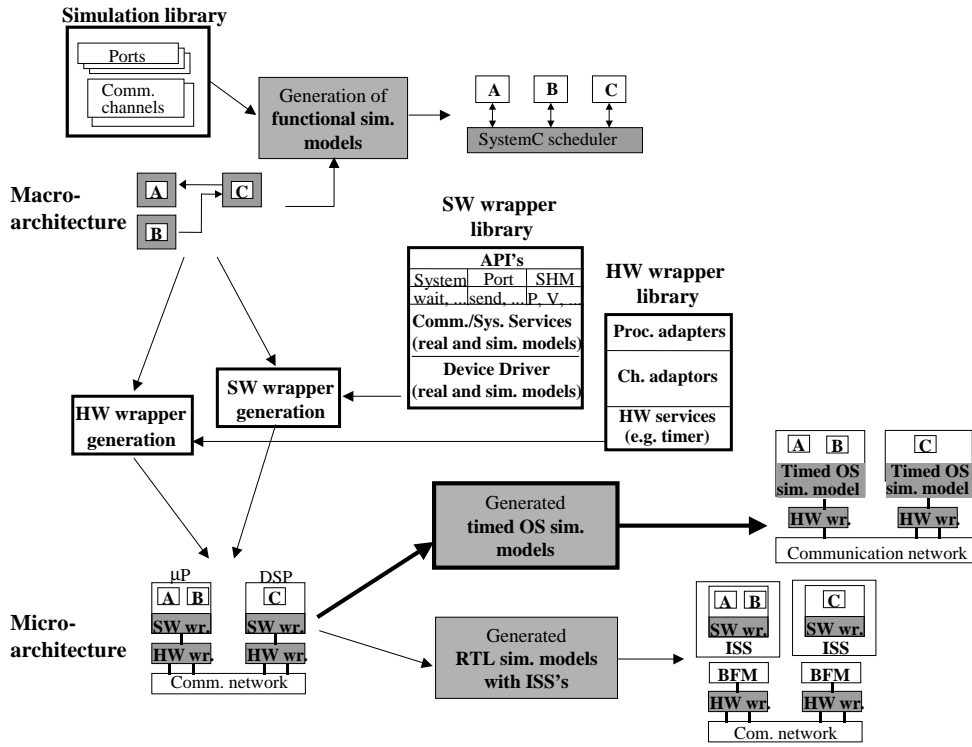 Simulation library
Ports
Comm.
channels
Generation of
functional sim.
models
A
B
C
SystemC scheduler
Macro-
architecture
A
C
B
SW wrapper
library
API's
System
Port
SHM
wait, ...
send, ...
P, V, ...
Comm./Sys. Services
(real and sim. models)
Device Driver
(real and sim. models)
HW wrapper
library
Proc. adapters
Ch. adaptors
HW services
(e.g. timer)
SW wrapper
generation
HW wrapper
generation
Generated
timed OS sim.
models
A
B
Timed OS
sim. model
HW wr.
C
Timed OS
sim. model
HW wr.
Communication network
Micro-
architecture
μP
A
B
SW wr.
HW wr.
DSP
C
SW wr.
HW wr.
Comm. network
Generated
RTL sim. models
with ISS's
A
B
SW wr.
ISS
BFM
HW wr.
C
SW wr.
ISS
BFM
HW wr.
Com. network